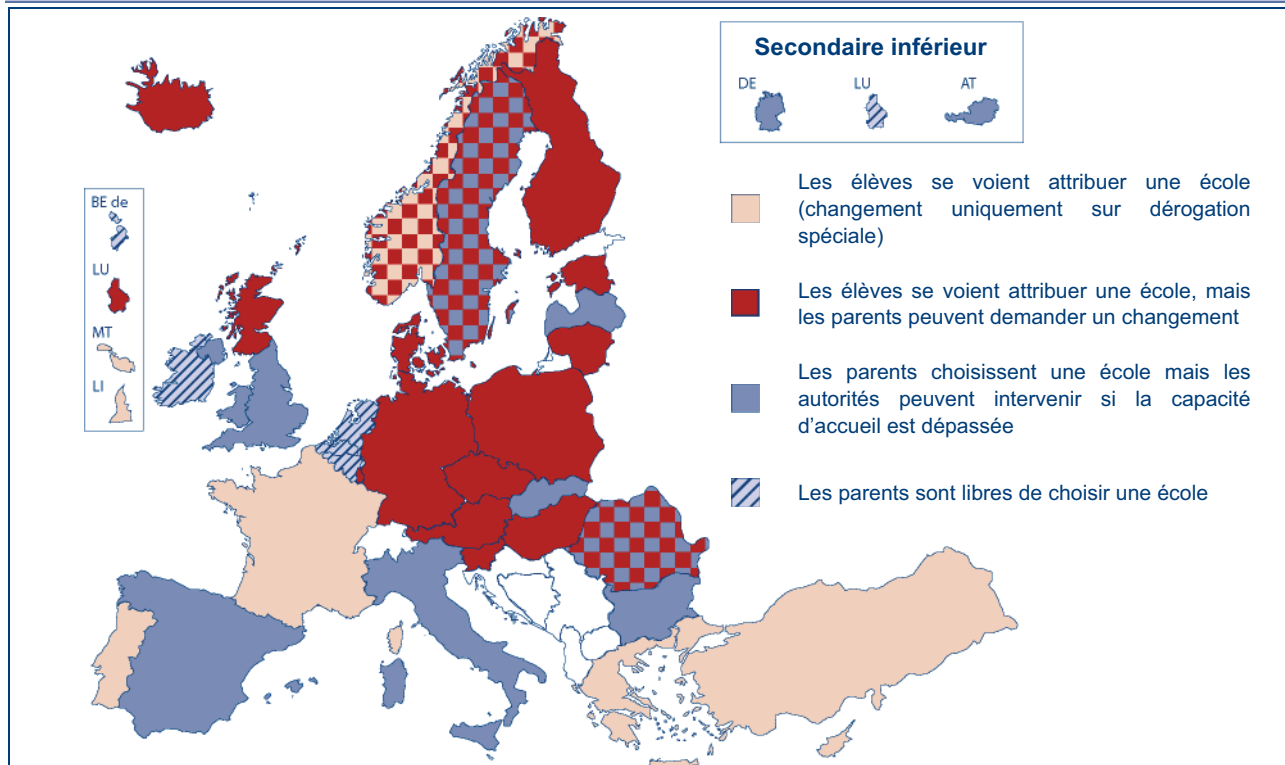 Secondaire inférieur
DE LU AT
Les élèves se voient attribuer une école
(changement uniquement sur dérogation
spéciale)
BE de
LU
MT
LI
Les élèves se voient attribuer une école, mais
les parents peuvent demander un changement
Les parents choisissent une école mais les
autorités peuvent intervenir si la capacité
d'accueil est dépassée
Les parents sont libres de choisir une école